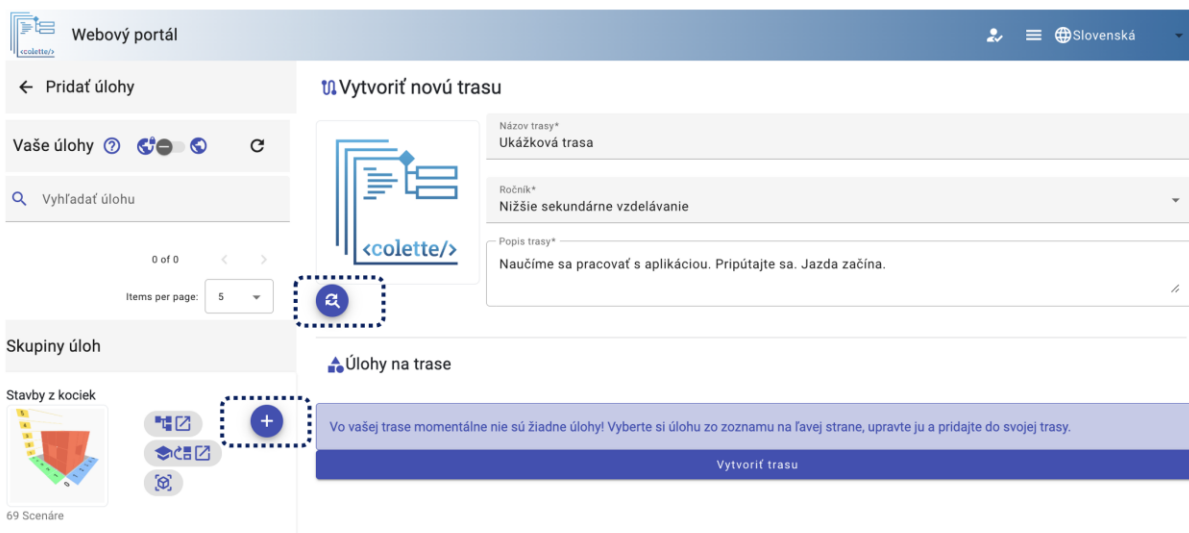 <colette/>
Webový portál
Slovenská
Pridať úlohy
Vaše úlohy
Vyhľadať úlohu
0 of 0
Items per page: 5
Skupiny úloh
Stavby z kociek
69 Scenáre
Vytvoriť novú trasu
<colette/>
Názov trasy*
Ukážková trasa
Ročník*
Nižšie sekundárne vzdelávanie
Popis trasy*
Naučíme sa pracovať s aplikáciou. Pripútajte sa. Jazda začína.
Úlohy na trase
Vo vašej trase momentálne nie sú žiadne úlohy! Vyberte si úlohu zo zoznamu na ľavej strane, upravte ju a pridajte do svojej trasy.
Vytvoriť trasu